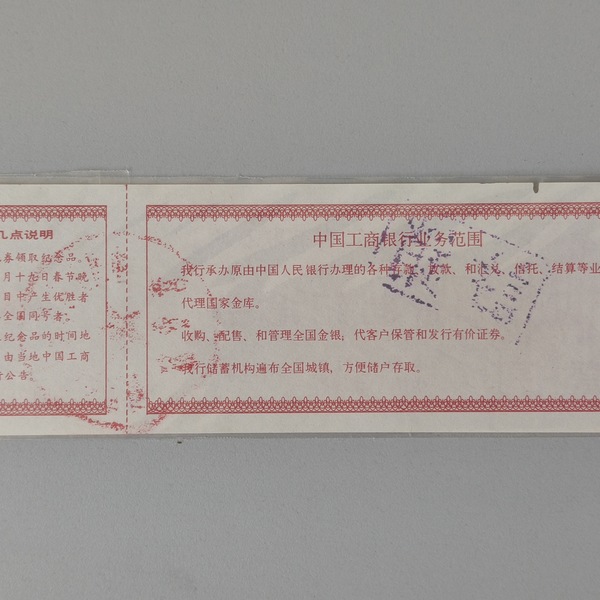 几点说明
券领取纪念品。
月十九日春节晚
目中产生优胜者
全国同等者。
纪念品的时间地
由当地中国工商
公告。
中国工商银行业务范围
我行承办原由中国人民银行办理的各种存款、放款、和汇兑、信托、结算等业
代理国家金库。
收购、配售、和管理全国金银；代客户保管和发行有价证券。
我行储蓄机构遍布全国城镇，方便储户存取。